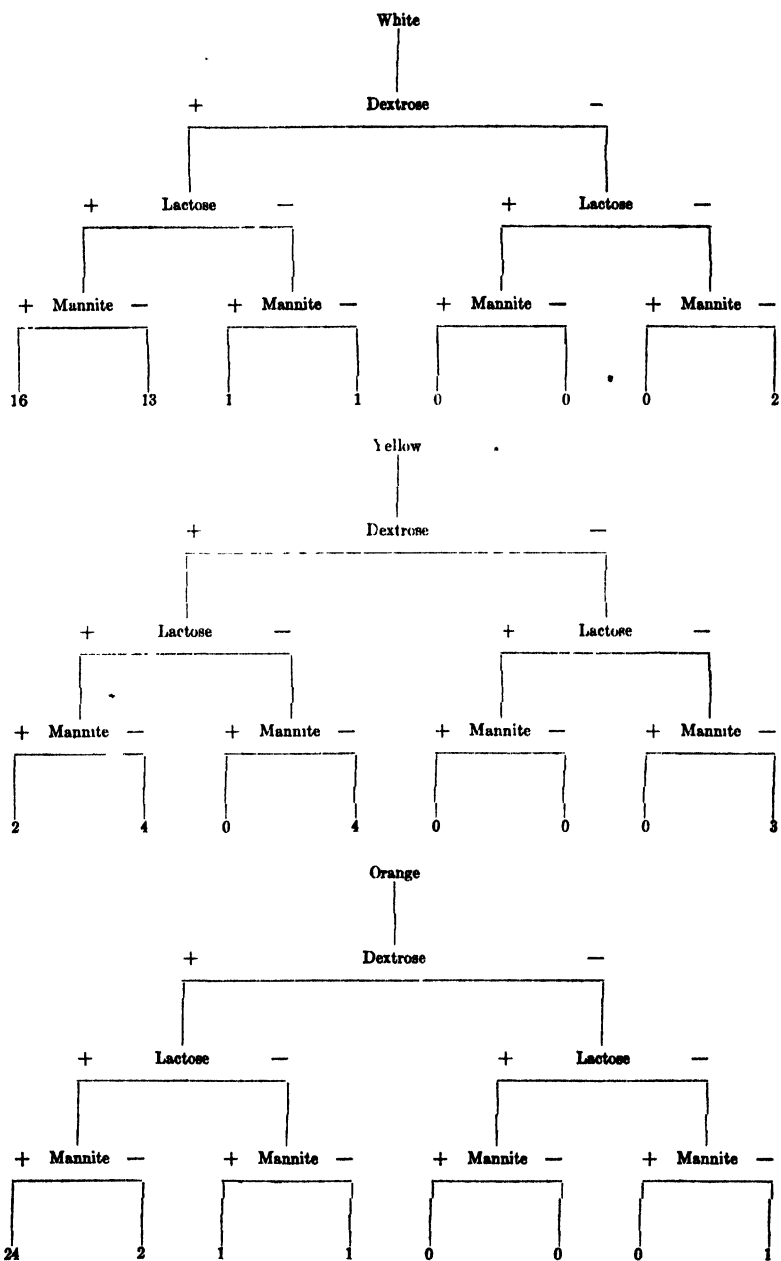 White
+ Dextrose —
+ Lactose — + Lactose —
+ Mannite — + Mannite — + Mannite — + Mannite —
16 13 1 1 0 0 0 2
Yellow
+ Dextrose —
+ Lactose — + Lactose —
+ Mannite — + Mannite — + Mannite — + Mannite —
2 4 0 4 0 0 0 3
Orange
+ Dextrose —
+ Lactose — + Lactose —
+ Mannite — + Mannite — + Mannite — + Mannite —
24 2 1 1 0 0 0 1